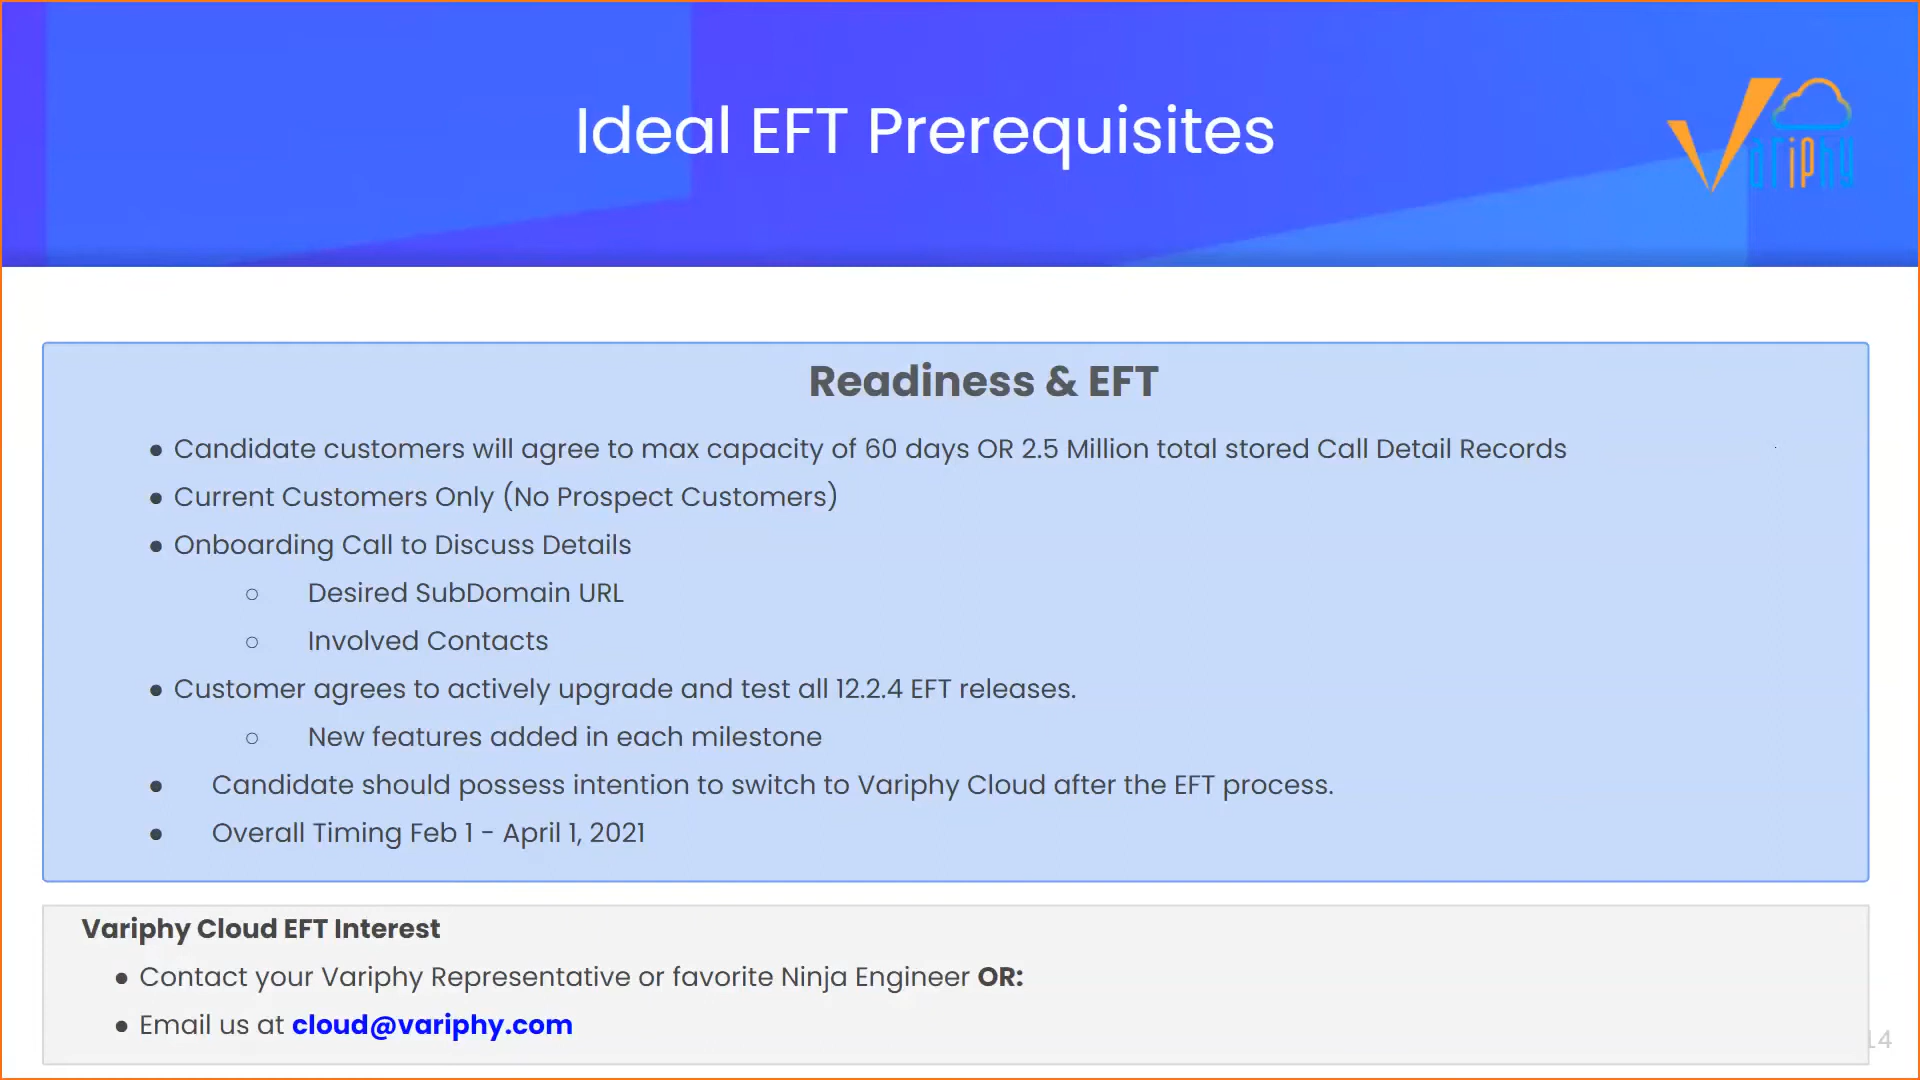 Ideal EFT Prerequisites
Variphy
Readiness & EFT
● Candidate customers will agree to max capacity of 60 days OR 2.5 Million total stored Call Detail Records
● Current Customers Only (No Prospect Customers)
● Onboarding Call to Discuss Details
○ Desired SubDomain URL
○ Involved Contacts
● Customer agrees to actively upgrade and test all 12.2.4 EFT releases.
○ New features added in each milestone
● Candidate should possess intention to switch to Variphy Cloud after the EFT process.
● Overall Timing Feb 1 - April 1, 2021
Variphy Cloud EFT Interest
● Contact your Variphy Representative or favorite Ninja Engineer OR:
● Email us at cloud@variphy.com
14